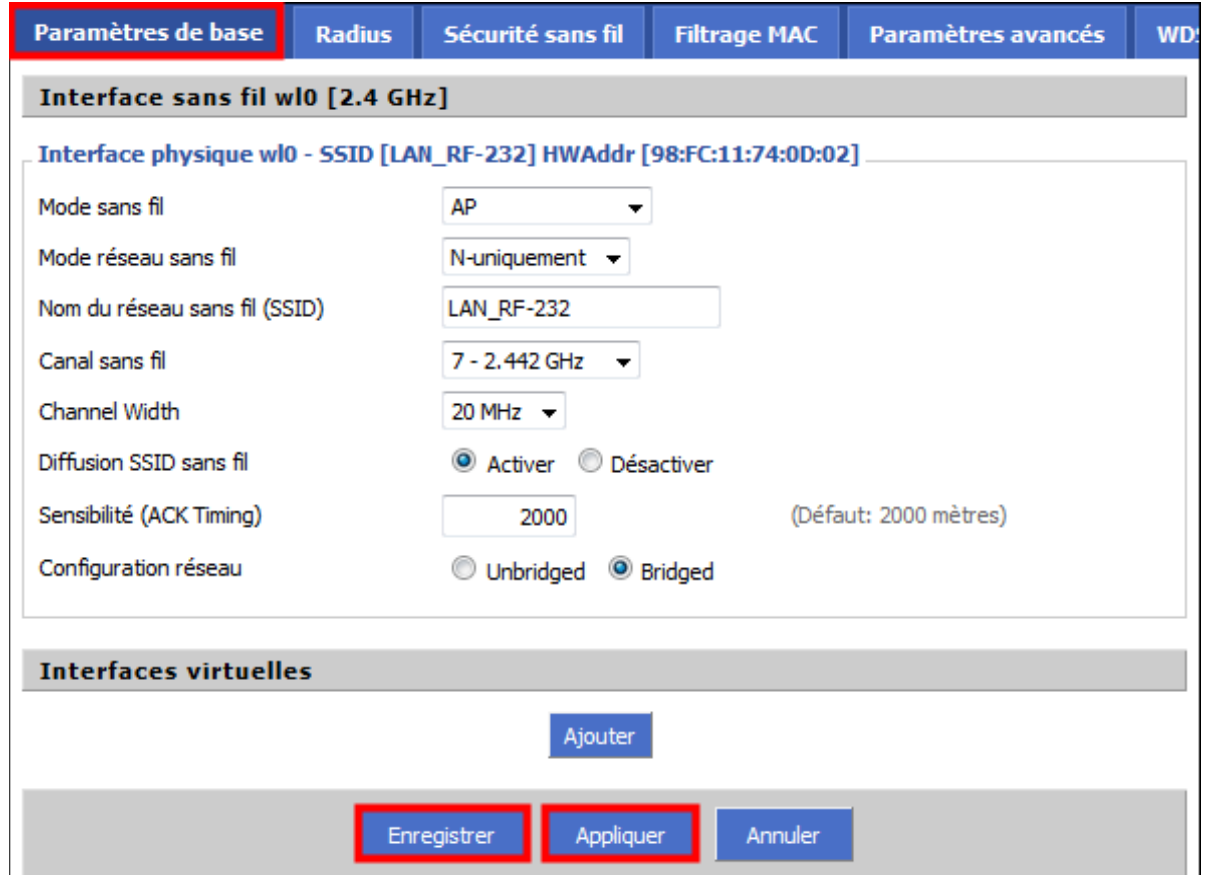 Paramètres de base Radius Sécurité sans fil Filtrage MAC Paramètres avancés WDS
Interface sans fil wl0 [2.4 GHz]
Interface physique wl0 - SSID [LAN_RF-232] HWAddr [98:FC:11:74:0D:02]
Mode sans fil AP
Mode réseau sans fil N-uniquement
Nom du réseau sans fil (SSID) LAN_RF-232
Canal sans fil 7 - 2.442 GHz
Channel Width 20 MHz
Diffusion SSID sans fil Activer Désactiver
Sensibilité (ACK Timing) 2000 (Défaut: 2000 mètres)
Configuration réseau Unbridged Bridged
Interfaces virtuelles
Ajouter
Enregistrer Appliquer Annuler